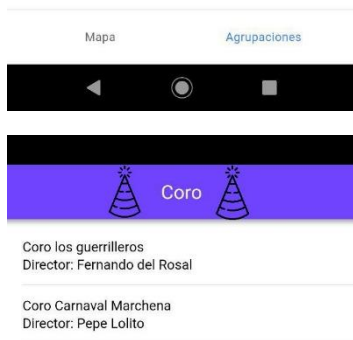 Mapa Agrupaciones
Coro
Coro los guerrilleros
Director: Fernando del Rosal
Coro Carnaval Marchena
Director: Pepe Lolito